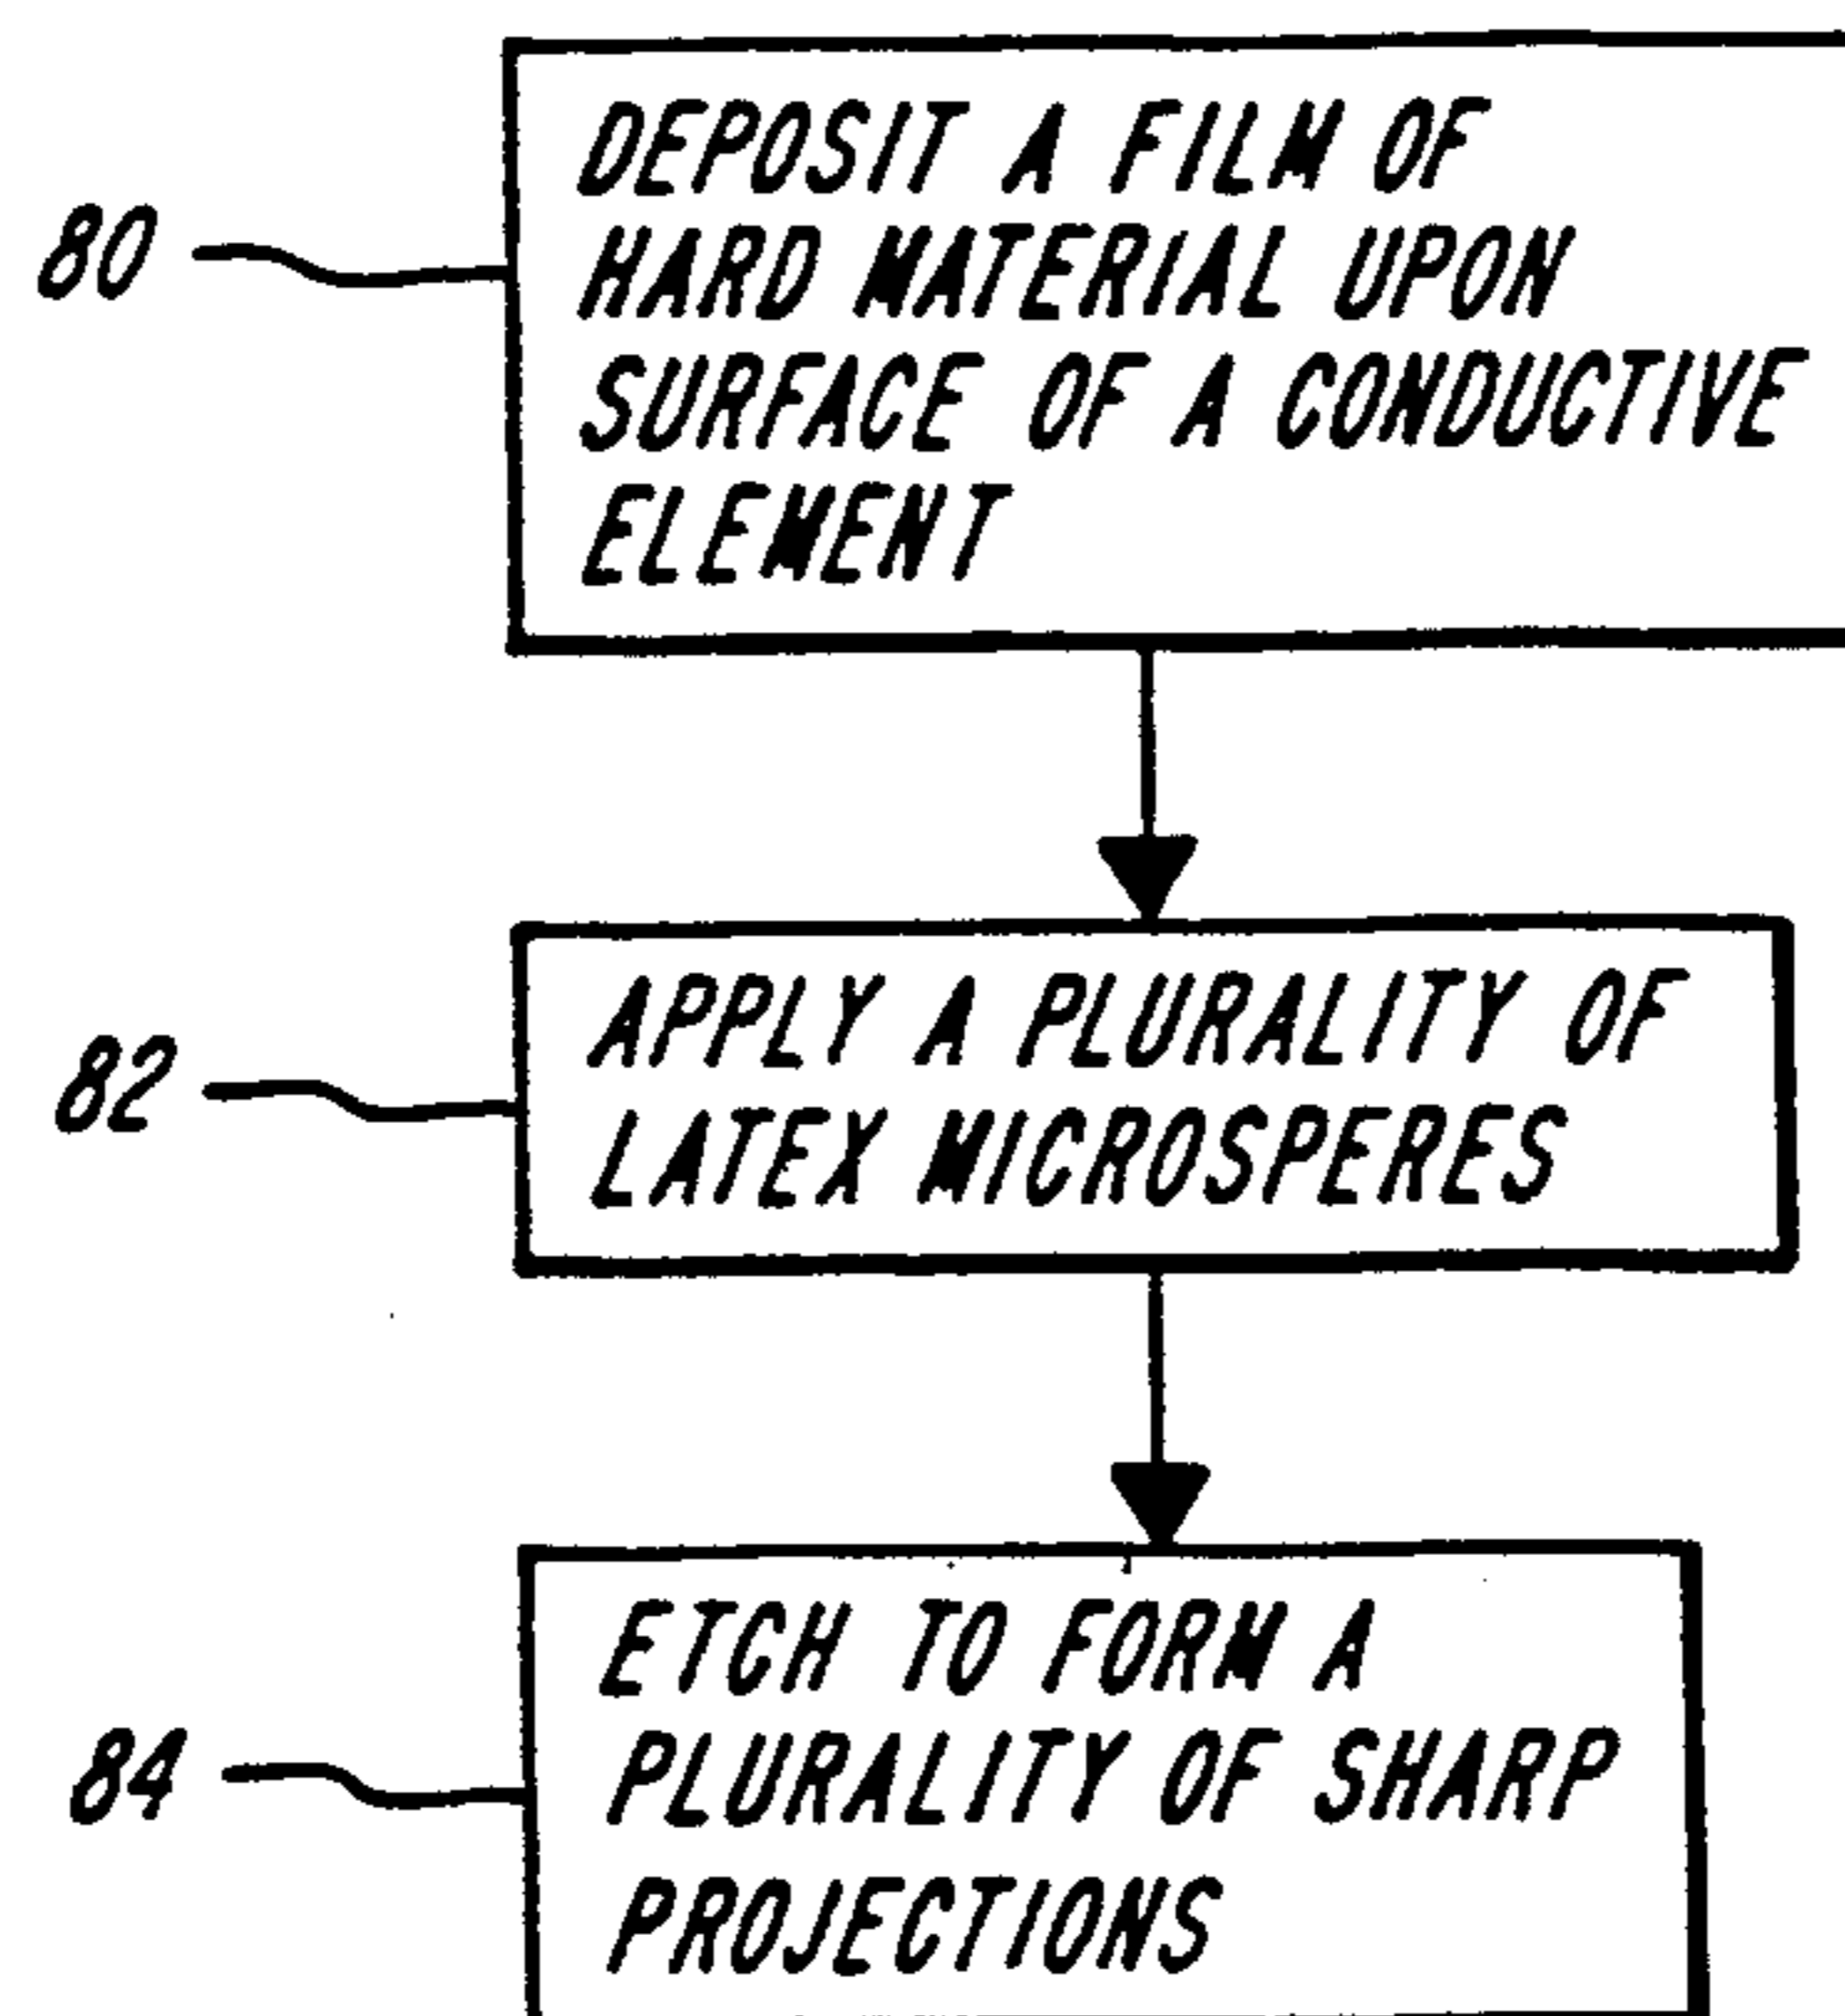 80
DEPOSIT A FILM OF
HARD MATERIAL UPON
SURFACE OF A CONDUCTIVE
ELEMENT
82
APPLY A PLURALITY OF
LATEX MICROSPERES
84
ETCH TO FORM A
PLURALITY OF SHARP
PROJECTIONS